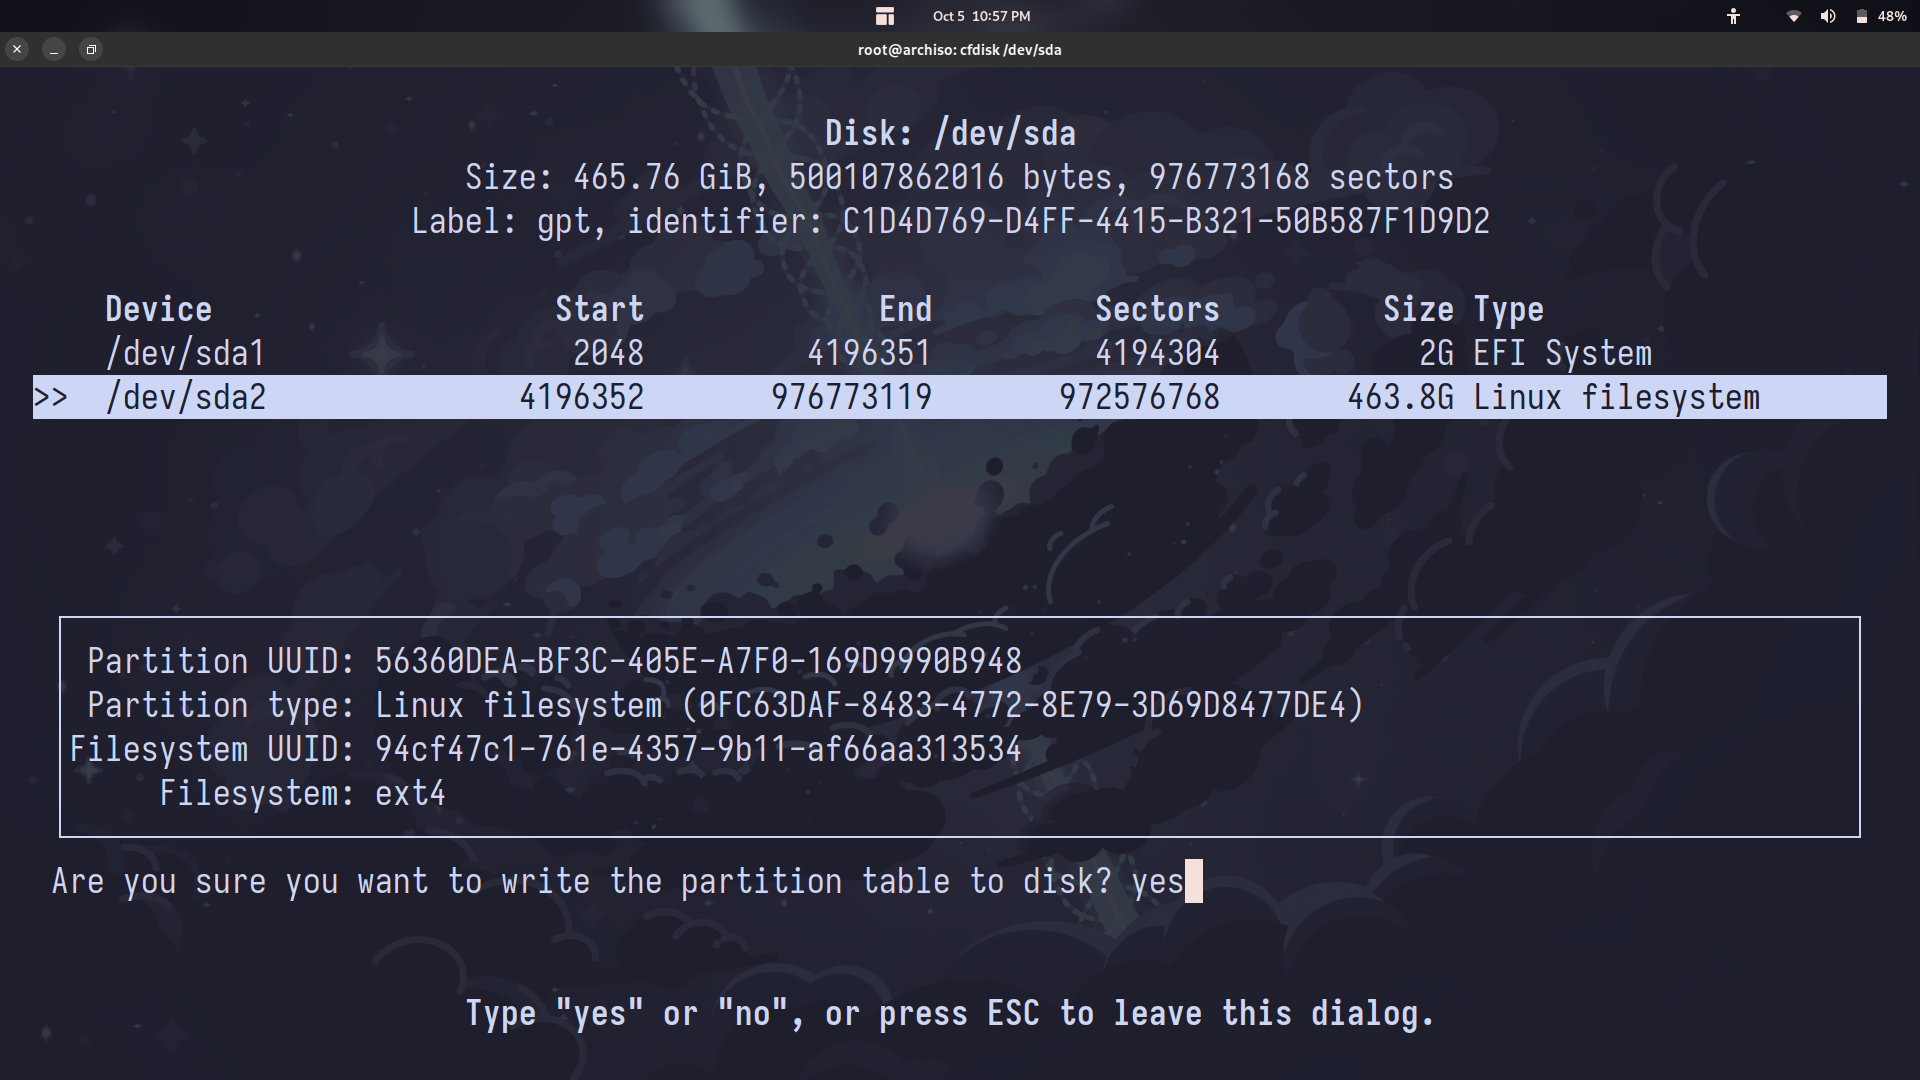 Oct 5 10:57 PM
48%
root@archiso: cfdisk /dev/sda
Disk: /dev/sda
Size: 465.76 GiB, 500107862016 bytes, 976773168 sectors
Label: gpt, identifier: C1D4D769-D4FF-4415-B321-50B587F1D9D2
Device Start End Sectors Size Type
/dev/sda1 2048 4196351 4194304 2G EFI System
>> /dev/sda2 4196352 976773119 972576768 463.8G Linux filesystem
Partition UUID: 56360DEA-BF3C-405E-A7F0-169D9990B948
Partition type: Linux filesystem (0FC63DAF-8483-4772-8E79-3D69D8477DE4)
Filesystem UUID: 94cf47c1-761e-4357-9b11-af66aa313534
Filesystem: ext4
Are you sure you want to write the partition table to disk? yes
Type "yes" or "no", or press ESC to leave this dialog.